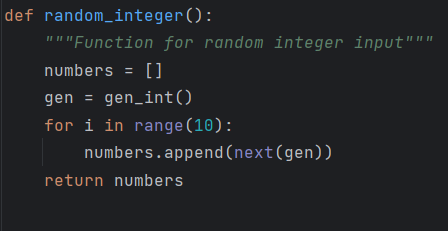 def random_integer():
    """Function for random integer input"""
    numbers = []
    gen = gen_int()
    for i in range(10):
        numbers.append(next(gen))
    return numbers